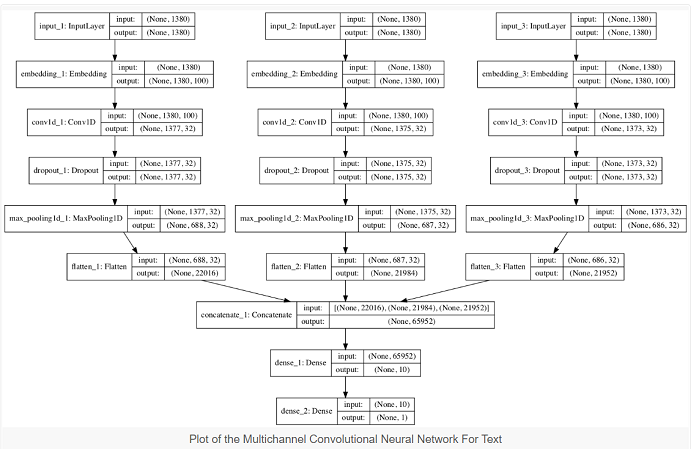 input_1: InputLayer input: (None, 1380) output: (None, 1380)
input_2: InputLayer input: (None, 1380) output: (None, 1380)
input_3: InputLayer input: (None, 1380) output: (None, 1380)
embedding_1: Embedding input: (None, 1380) output: (None, 1380, 100)
embedding_2: Embedding input: (None, 1380) output: (None, 1380, 100)
embedding_3: Embedding input: (None, 1380) output: (None, 1380, 100)
conv1d_1: Conv1D input: (None, 1380, 100) output: (None, 1377, 32)
conv1d_2: Conv1D input: (None, 1380, 100) output: (None, 1375, 32)
conv1d_3: Conv1D input: (None, 1380, 100) output: (None, 1373, 32)
dropout_1: Dropout input: (None, 1377, 32) output: (None, 1377, 32)
dropout_2: Dropout input: (None, 1375, 32) output: (None, 1375, 32)
dropout_3: Dropout input: (None, 1373, 32) output: (None, 1373, 32)
max_pooling1d_1: MaxPooling1D input: (None, 1377, 32) output: (None, 688, 32)
max_pooling1d_2: MaxPooling1D input: (None, 1375, 32) output: (None, 687, 32)
max_pooling1d_3: MaxPooling1D input: (None, 1373, 32) output: (None, 686, 32)
flatten_1: Flatten input: (None, 688, 32) output: (None, 22016)
flatten_2: Flatten input: (None, 687, 32) output: (None, 21984)
flatten_3: Flatten input: (None, 686, 32) output: (None, 21952)
concatenate_1: Concatenate input: [(None, 22016), (None, 21984), (None, 21952)] output: (None, 65952)
dense_1: Dense input: (None, 65952) output: (None, 10)
dense_2: Dense input: (None, 10) output: (None, 1)
Plot of the Multichannel Convolutional Neural Network For Text